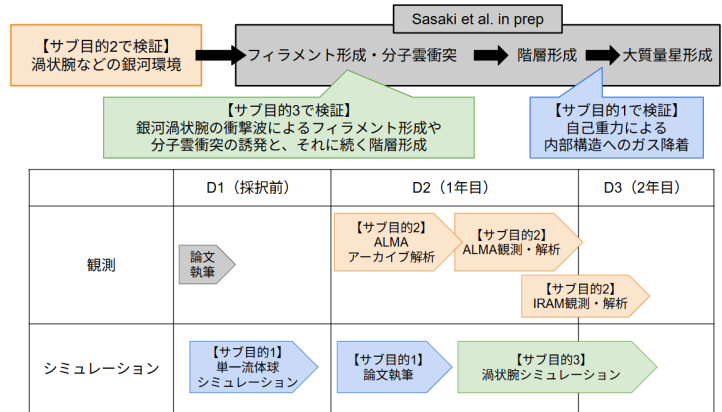 Sasaki et al. in prep
【サブ目的2で検証】
渦状腕などの銀河環境
フィラメント形成・分子雲衝突
階層形成
大質量星形成
【サブ目的3で検証】
銀河渦状腕の衝撃波によるフィラメント形成や
分子雲衝突の誘発と、それに続く階層形成
【サブ目的1で検証】
自己重力による
内部構造へのガス降着
D1（採択前）
D2（1年目）
D3（2年目）
観測
論文
執筆
【サブ目的2】
ALMA
アーカイブ解析
【サブ目的2】
ALMA観測・解析
【サブ目的2】
IRAM観測・解析
シミュレーション
【サブ目的1】
単一流体球
シミュレーション
【サブ目的1】
論文執筆
【サブ目的3】
渦状腕シミュレーション